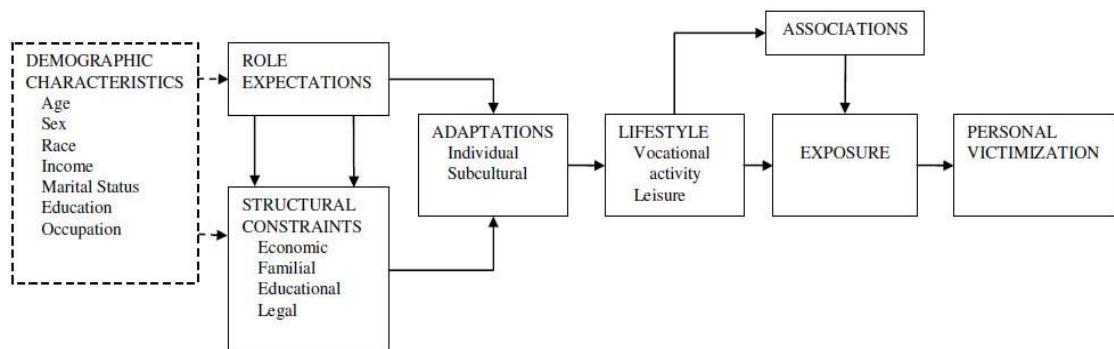 DEMOGRAPHIC
CHARACTERISTICS
Age
Sex
Race
Income
Marital Status
Education
Occupation
ROLE
EXPECTATIONS
STRUCTURAL
CONSTRAINTS
Economic
Familial
Educational
Legal
ADAPTATIONS
Individual
Subcultural
LIFESTYLE
Vocational
activity
Leisure
ASSOCIATIONS
EXPOSURE
PERSONAL
VICTIMIZATION